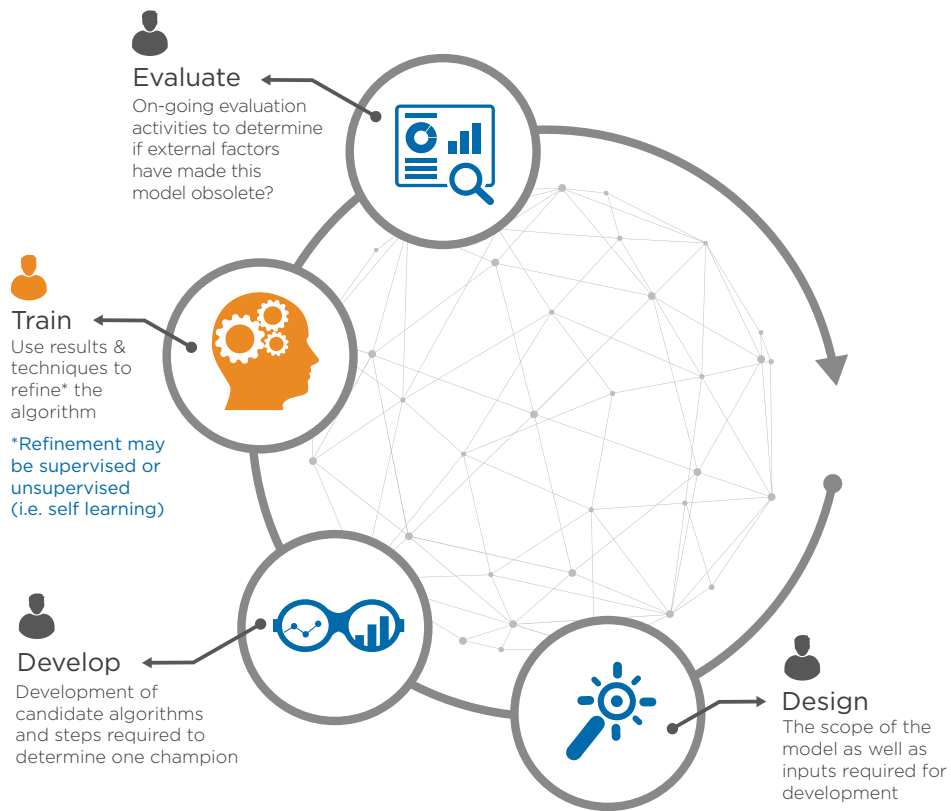 Evaluate
On-going evaluation
activities to determine
if external factors
have made this
model obsolete?
Train
Use results &
techniques to
refine* the
algorithm
*Refinement may
be supervised or
unsupervised
(i.e. self learning)
Develop
Development of
candidate algorithms
and steps required to
determine one champion
Design
The scope of the
model as well as
inputs required for
development